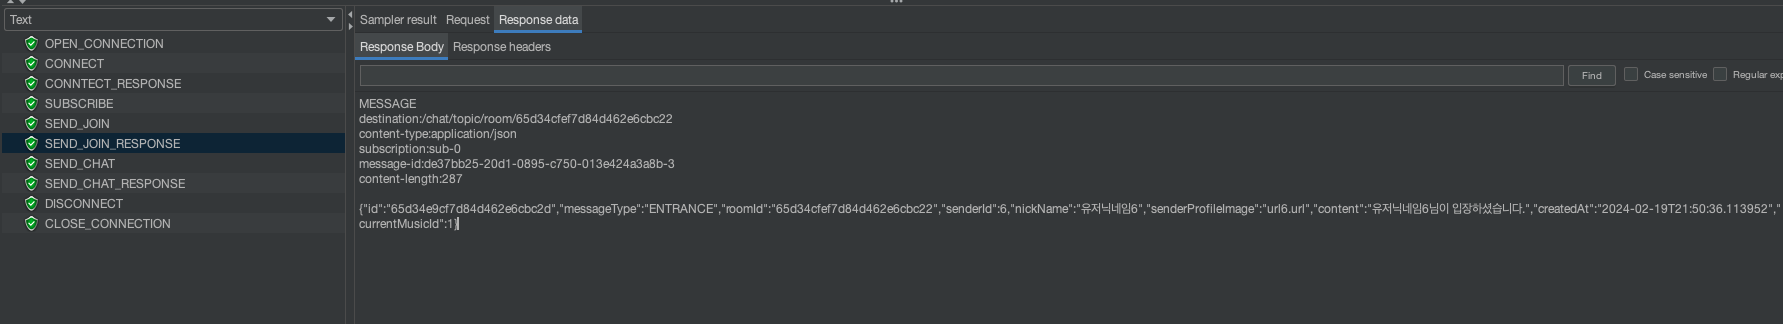 Text
Sampler result Request Response data
OPEN_CONNECTION
CONNECT
CONNTECT_RESPONSE
SUBSCRIBE
SEND_JOIN
SEND_JOIN_RESPONSE
SEND_CHAT
SEND_CHAT_RESPONSE
DISCONNECT
CLOSE_CONNECTION
Response Body Response headers
Find Case sensitive Regular exp
MESSAGE
destination:/chat/topic/room/65d34cfef7d84d462e6cbc22
content-type:application/json
subscription:sub-0
message-id:de37bb25-20d1-0895-c750-013e424a3a8b-3
content-length:287
{"id":"65d34e9cf7d84d462e6cbc2d","messageType":"ENTRANCE","roomId":"65d34cfef7d84d462e6cbc22","senderId":6,"nickName":"유저닉네임6","senderProfileImage":"url6.url","content":"유저닉네임6님이 입장하셨습니다.","createdAt":"2024-02-19T21:50:36.113952","
currentMusicId":1}